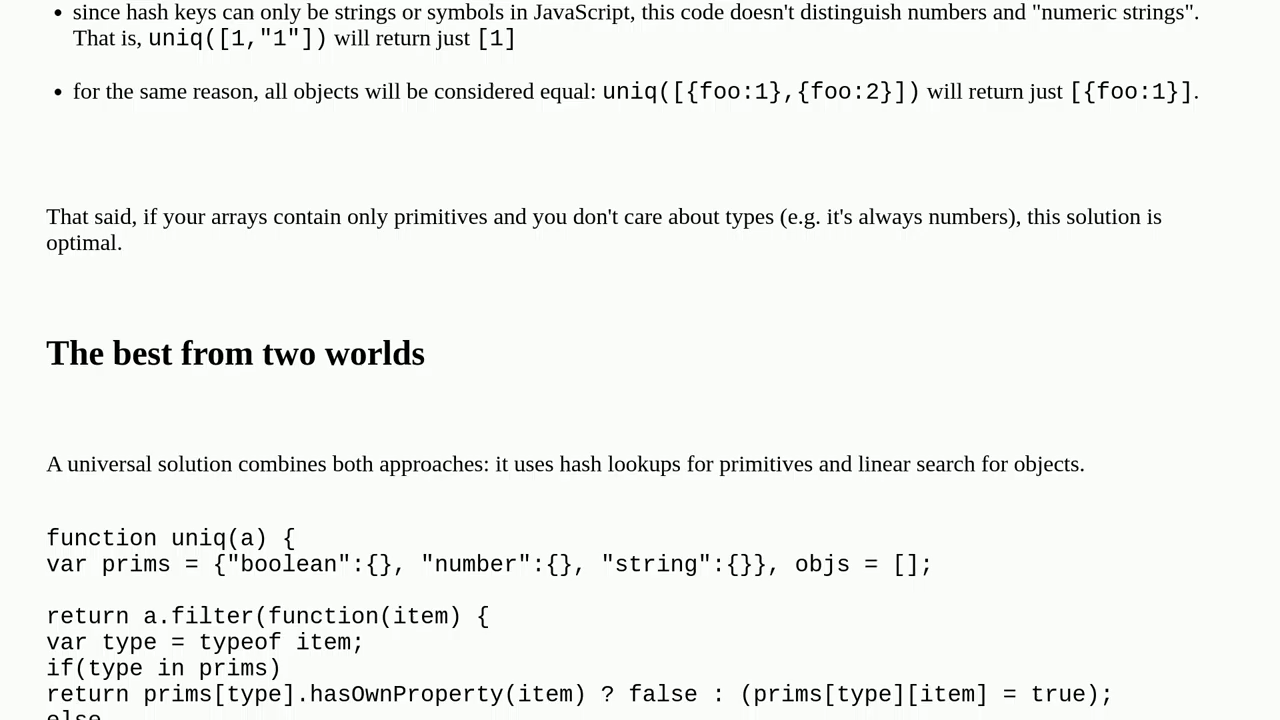 since hash keys can only be strings or symbols in JavaScript, this code doesn't distinguish numbers and "numeric strings".
That is, uniq([1,"1"]) will return just [1]
for the same reason, all objects will be considered equal: uniq([{foo:1},{foo:2}]) will return just [{foo:1}].
That said, if your arrays contain only primitives and you don't care about types (e.g. it's always numbers), this solution is
optimal.
The best from two worlds
A universal solution combines both approaches: it uses hash lookups for primitives and linear search for objects.
function uniq(a) {
var prims = {"boolean":{}, "number":{}, "string":{}}, objs = [];
return a.filter(function(item) {
var type = typeof item;
if(type in prims)
return prims[type].hasOwnProperty(item) ? false : (prims[type][item] = true);
else